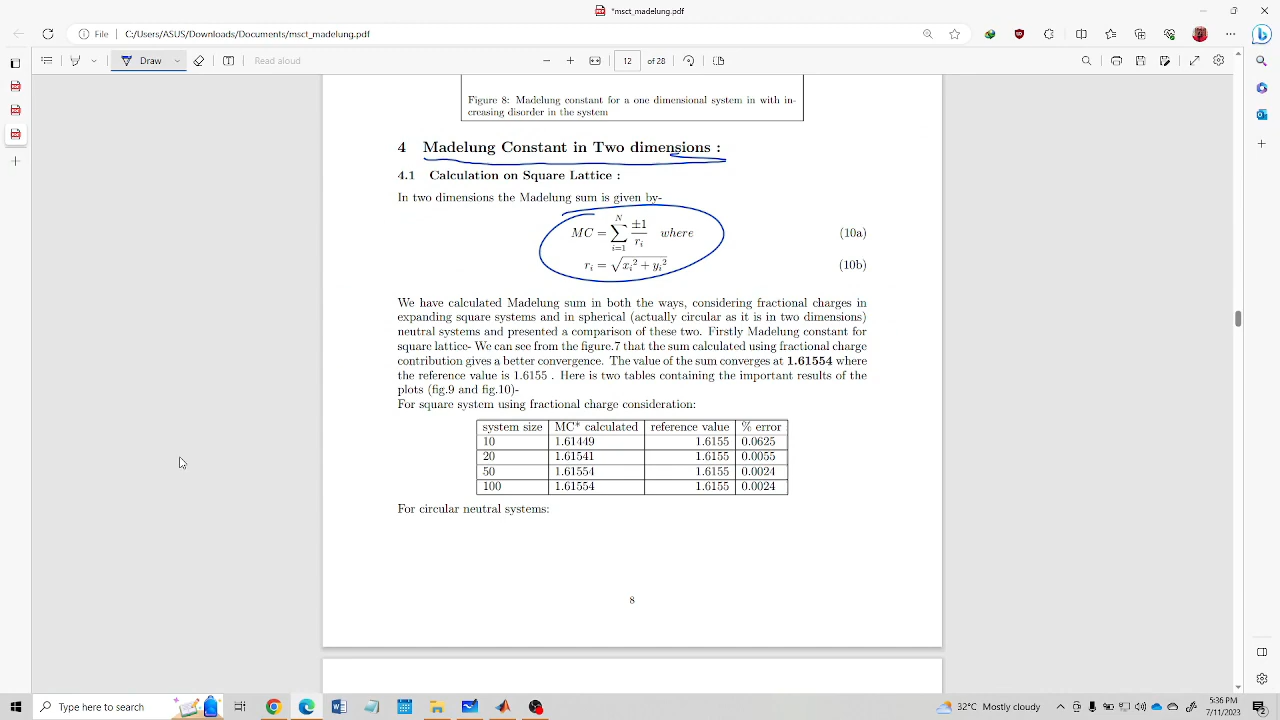 *msct_madelung.pdf
File | C:/Users/ASUS/Downloads/Documents/msct_madelung.pdf
Draw Read aloud 12 of 28
Figure 8: Madelung constant for a one dimensional system in with in-
creasing disorder in the system
4 Madelung Constant in Two dimensions :
4.1 Calculation on Square Lattice :
In two dimensions the Madelung sum is given by-
MC = \sum_{i=1}^{N} \frac{\pm 1}{r_i} where (10a)
r_i = \sqrt{x_i^2 + y_i^2} (10b)
We have calculated Madelung sum in both the ways, considering fractional charges in
expanding square systems and in spherical (actually circular as it is in two dimensions)
neutral systems and presented a comparison of these two. Firstly Madelung constant for
square lattice- We can see from the figure.7 that the sum calculated using fractional charge
contribution gives a better convergence. The value of the sum converges at 1.61554 where
the reference value is 1.6155 . Here is two tables containing the important results of the
plots (fig.9 and fig.10)-
For square system using fractional charge consideration:
system size MC* calculated reference value % error
10 1.61449 1.6155 0.0625
20 1.61541 1.6155 0.0055
50 1.61554 1.6155 0.0024
100 1.61554 1.6155 0.0024
For circular neutral systems:
8
Type here to search
32°C Mostly cloudy
5:36 PM
7/11/2023